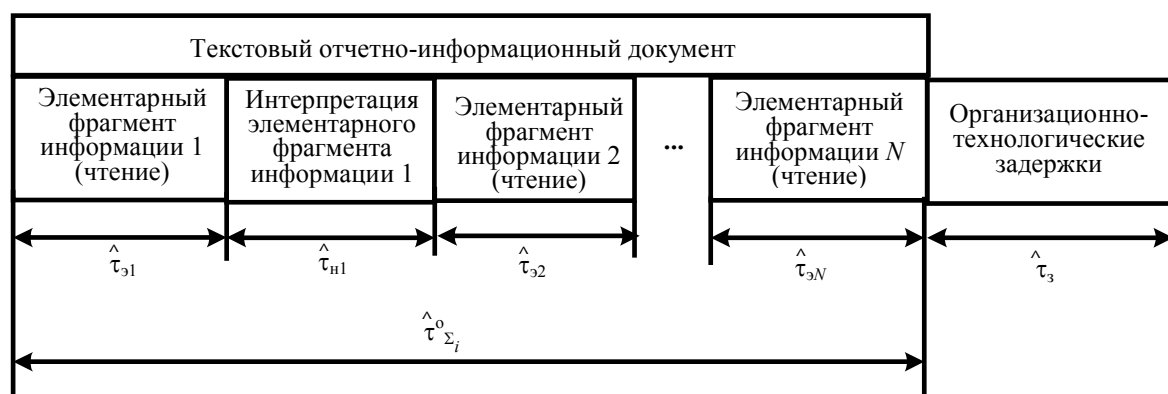 Текстовый отчетно-информационный документ
Элементарный
фрагмент
информации 1
(чтение)
Интерпретация
элементарного
фрагмента
информации 1
Элементарный
фрагмент
информации 2
(чтение)
...
Элементарный
фрагмент
информации N
(чтение)
Организационно-
технологические
задержки
τ̂э1
τ̂н1
τ̂э2
τ̂эN
τ̂з
τ̂°Σi